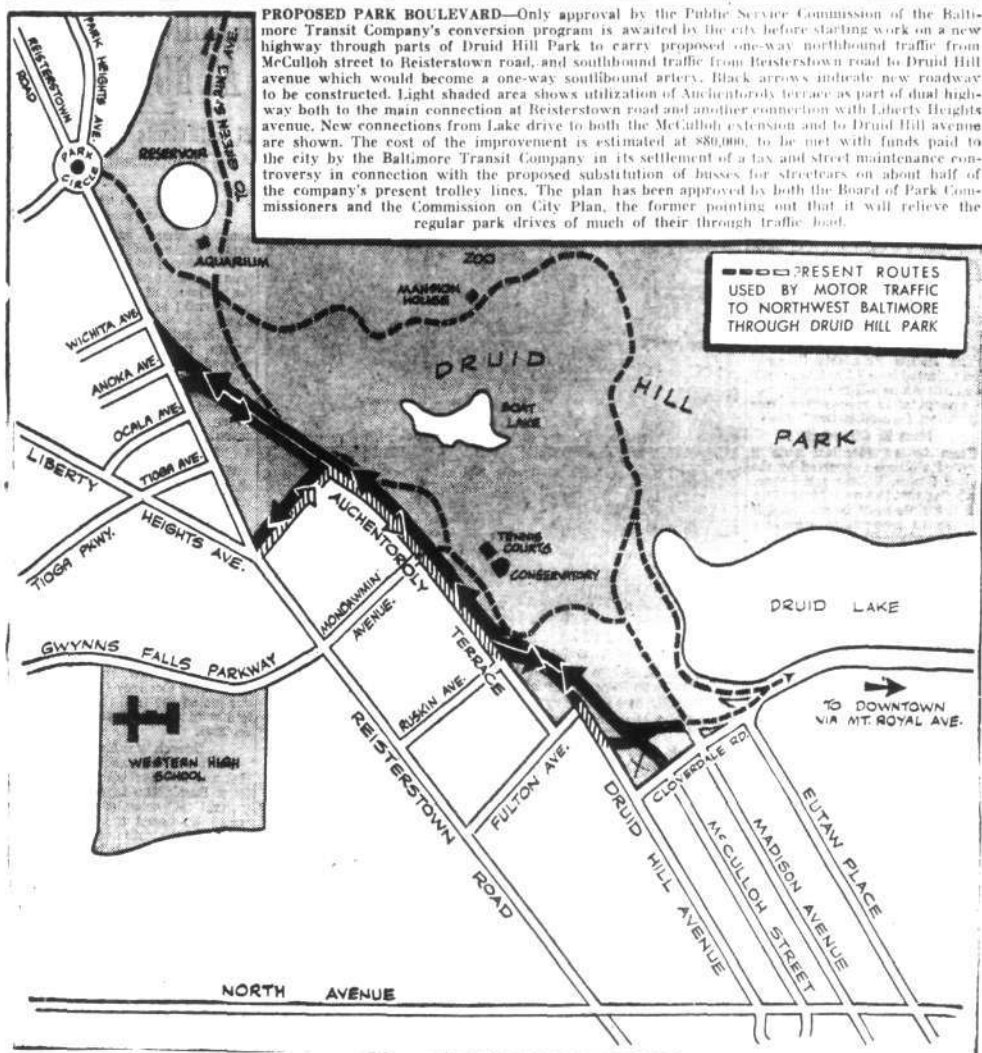 PROPOSED PARK BOULEVARD—Only approval by the Public Service Commission of the Balti-
more Transit Company's conversion program is awaited by the city before starting work on a new
highway through parts of Druid Hill Park to carry proposed one-way northbound traffic from
McCulloh street to Reisterstown road, and southbound traffic from Reisterstown road to Druid Hill
avenue which would become a one-way southbound artery. Black arrows indicate new roadway
to be constructed. Light shaded area shows utilization of Auchentoroly terrace as part of dual high-
way both to the main connection at Reisterstown road and another connection with Liberty Heights
avenue. New connections from Lake drive to both the McCulloh extension and to Druid Hill avenue
are shown. The cost of the improvement is estimated at $80,000, to be met with funds paid to
the city by the Baltimore Transit Company in its settlement of a tax and street maintenance con-
troversy in connection with the proposed substitution of busses for streetcars on about half of
the company's present trolley lines. The plan has been approved by both the Board of Park Com-
missioners and the Commission on City Plan, the former pointing out that it will relieve the
regular park drives of much of their through traffic load.
PRESENT ROUTES
USED BY MOTOR TRAFFIC
TO NORTHWEST BALTIMORE
THROUGH DRUID HILL PARK
REISTERSTOWN
ROAD
PARK HEIGHTS AVE.
PARK
CIRCLE
TO GREEN SPRING AVE.
RESERVOIR
AQUARIUM
ZOO
MANSION
HOUSE
DRUID
HILL
PARK
BOAT
LAKE
WICHITA AVE.
ANOKA AVE.
OCALA AVE.
TIOGA AVE.
LIBERTY
HEIGHTS AVE.
TIOGA PKWY.
AUCHENTOROLY
TERRACE
TENNIS
COURTS
CONSERVATORY
DRUID LAKE
MONDAWMIN
AVENUE.
GWYNNS FALLS PARKWAY
RUSKIN AVE.
WESTERN HIGH
SCHOOL
REISTERSTOWN
ROAD
FULTON AVE.
TO DOWNTOWN
VIA MT. ROYAL AVE.
CLOVERDALE RD.
DRUID HILL AVENUE
McCULLOH STREET
MADISON AVENUE
EUTAW PLACE
NORTH AVENUE